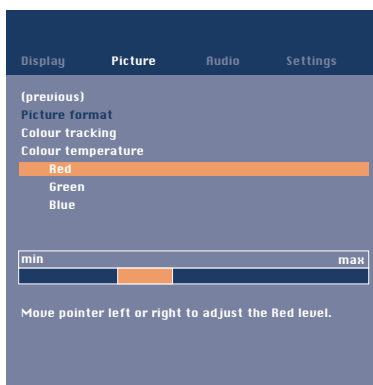 Display Picture Audio Settings
(previous)
Picture format
Colour tracking
Colour temperature
Red
Green
Blue
min max
Move pointer left or right to adjust the Red level.